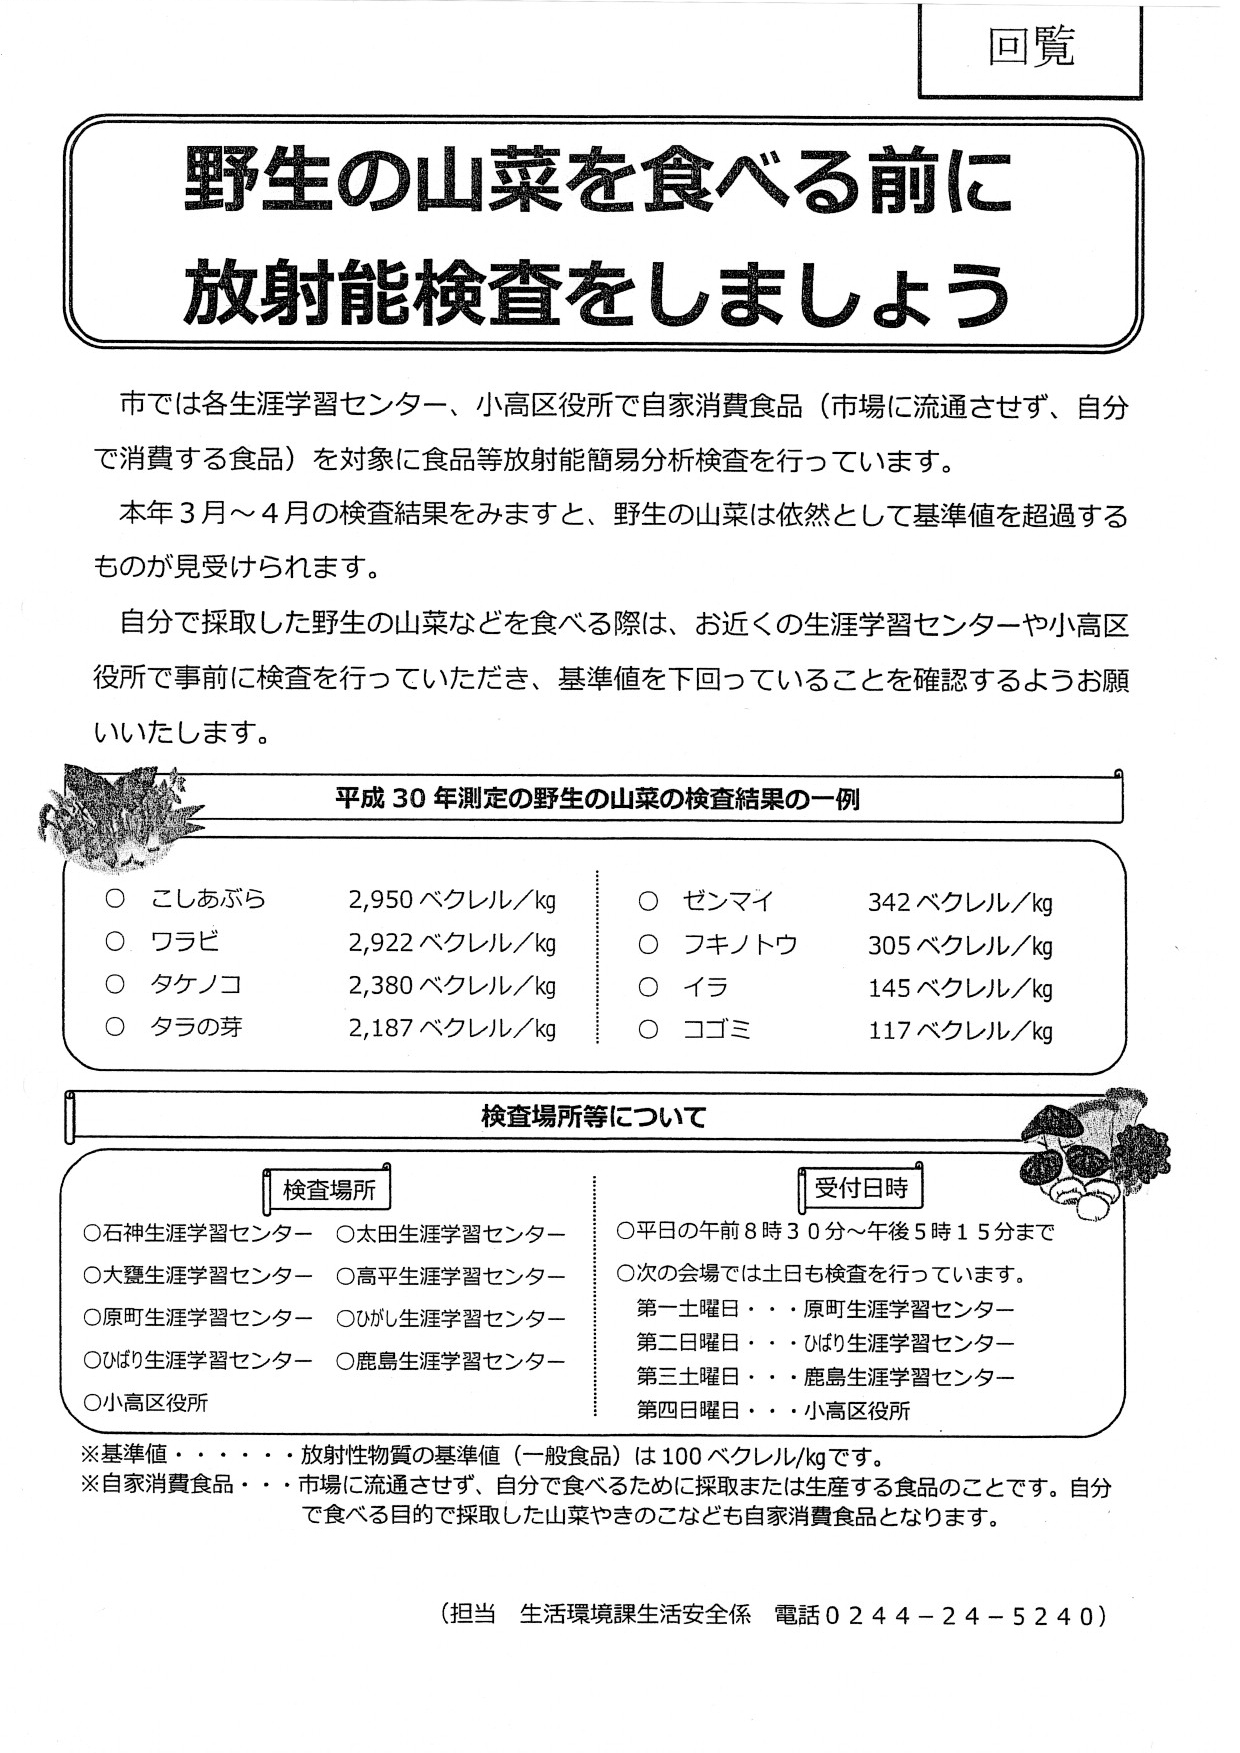 回覧
野生の山菜を食べる前に
放射能検査をしましょう
市では各生涯学習センター、小高区役所で自家消費食品（市場に流通させず、自分
で消費する食品）を対象に食品等放射能簡易分析検査を行っています。
本年３月～４月の検査結果をみますと、野生の山菜は依然として基準値を超過する
ものが見受けられます。
自分で採取した野生の山菜などを食べる際は、お近くの生涯学習センターや小高区
役所で事前に検査を行っていただき、基準値を下回っていることを確認するようお願
いいたします。
平成 30 年測定の野生の山菜の検査結果の一例
○ こしあぶら 2,950 ベクレル／kg
○ ワラビ 2,922 ベクレル／kg
○ タケノコ 2,380 ベクレル／kg
○ タラの芽 2,187 ベクレル／kg
○ ゼンマイ 342 ベクレル／kg
○ フキノトウ 305 ベクレル／kg
○ イラ 145 ベクレル／kg
○ コゴミ 117 ベクレル／kg
検査場所等について
検査場所
○石神生涯学習センター ○太田生涯学習センター
○大甕生涯学習センター ○高平生涯学習センター
○原町生涯学習センター ○ひがし生涯学習センター
○ひばり生涯学習センター ○鹿島生涯学習センター
○小高区役所
受付日時
○平日の午前８時３０分～午後５時１５分まで
○次の会場では土日も検査を行っています。
第一土曜日・・・原町生涯学習センター
第二日曜日・・・ひばり生涯学習センター
第三土曜日・・・鹿島生涯学習センター
第四日曜日・・・小高区役所
※基準値・・・・・・放射性物質の基準値（一般食品）は 100 ベクレル/kgです。
※自家消費食品・・・市場に流通させず、自分で食べるために採取または生産する食品のことです。自分
で食べる目的で採取した山菜やきのこなども自家消費食品となります。
（担当 生活環境課生活安全係 電話０２４４－２４－５２４０）